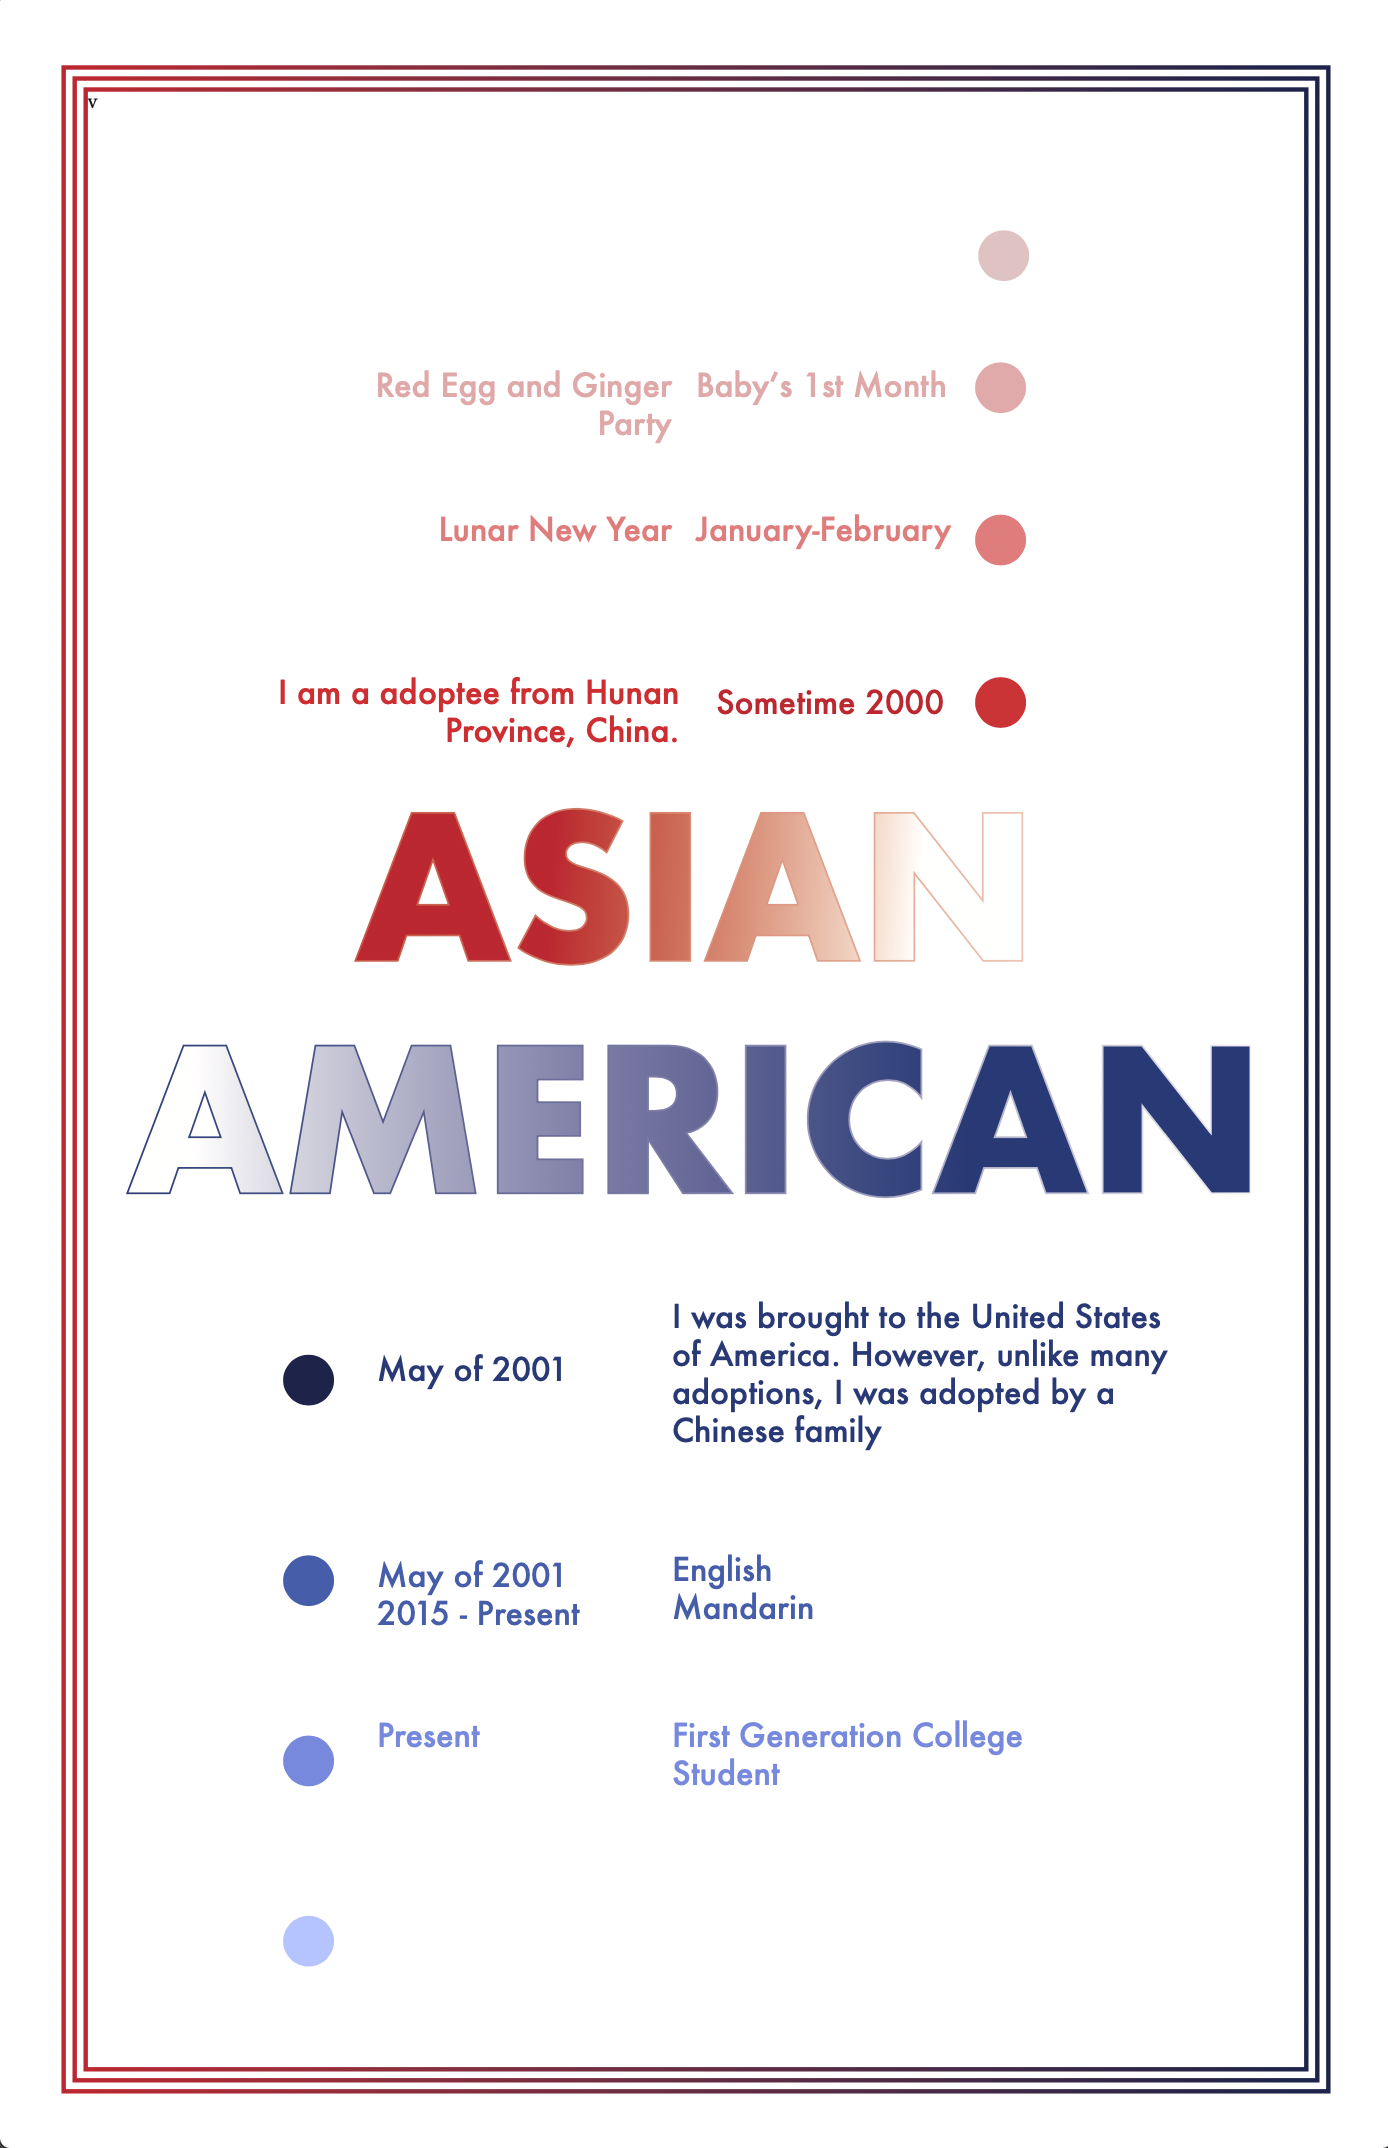 v
Red Egg and Ginger Party
Baby’s 1st Month
Lunar New Year
January-February
I am a adoptee from Hunan
Province, China.
Sometime 2000
ASIAN
AMERICAN
May of 2001
I was brought to the United States
of America. However, unlike many
adoptions, I was adopted by a
Chinese family
May of 2001
2015 - Present
English
Mandarin
Present
First Generation College
Student